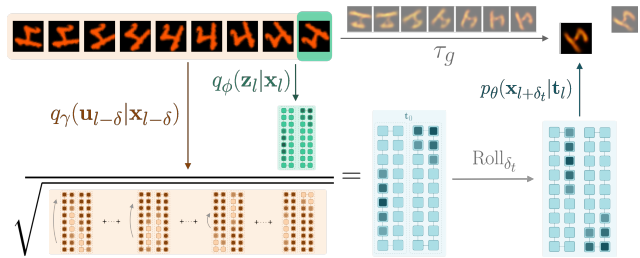 τ_g
q_ϕ(z_l|x_l)
q_γ(u_{l−δ}|x_{l−δ})
p_θ(x_{l+δ_t}|t_l)
t_l
=
Roll_{δ_t}
√
+ ···+
+ ···+
+ ···+